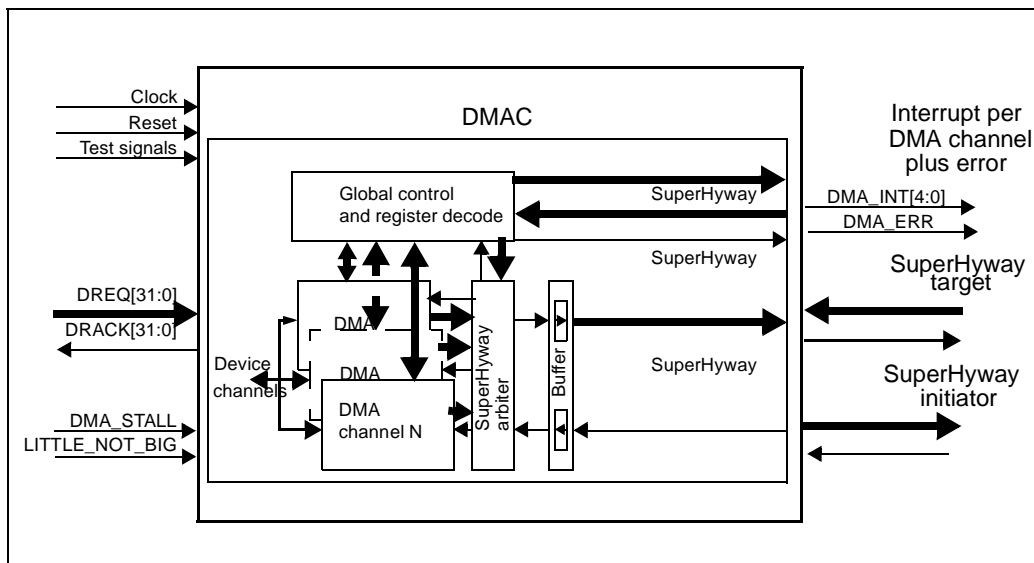 Clock
Reset
Test signals
DMAC
Interrupt per
DMA channel
plus error
Global control
and register decode
SuperHyway
DMA_INT[4:0]
DMA_ERR
SuperHyway
SuperHyway
target
DREQ[31:0]
DRACK[31:0]
DMA
Device
channels
DMA
SuperHyway
arbiter
Buffer
SuperHyway
SuperHyway
initiator
DMA
channel N
DMA_STALL
LITTLE_NOT_BIG